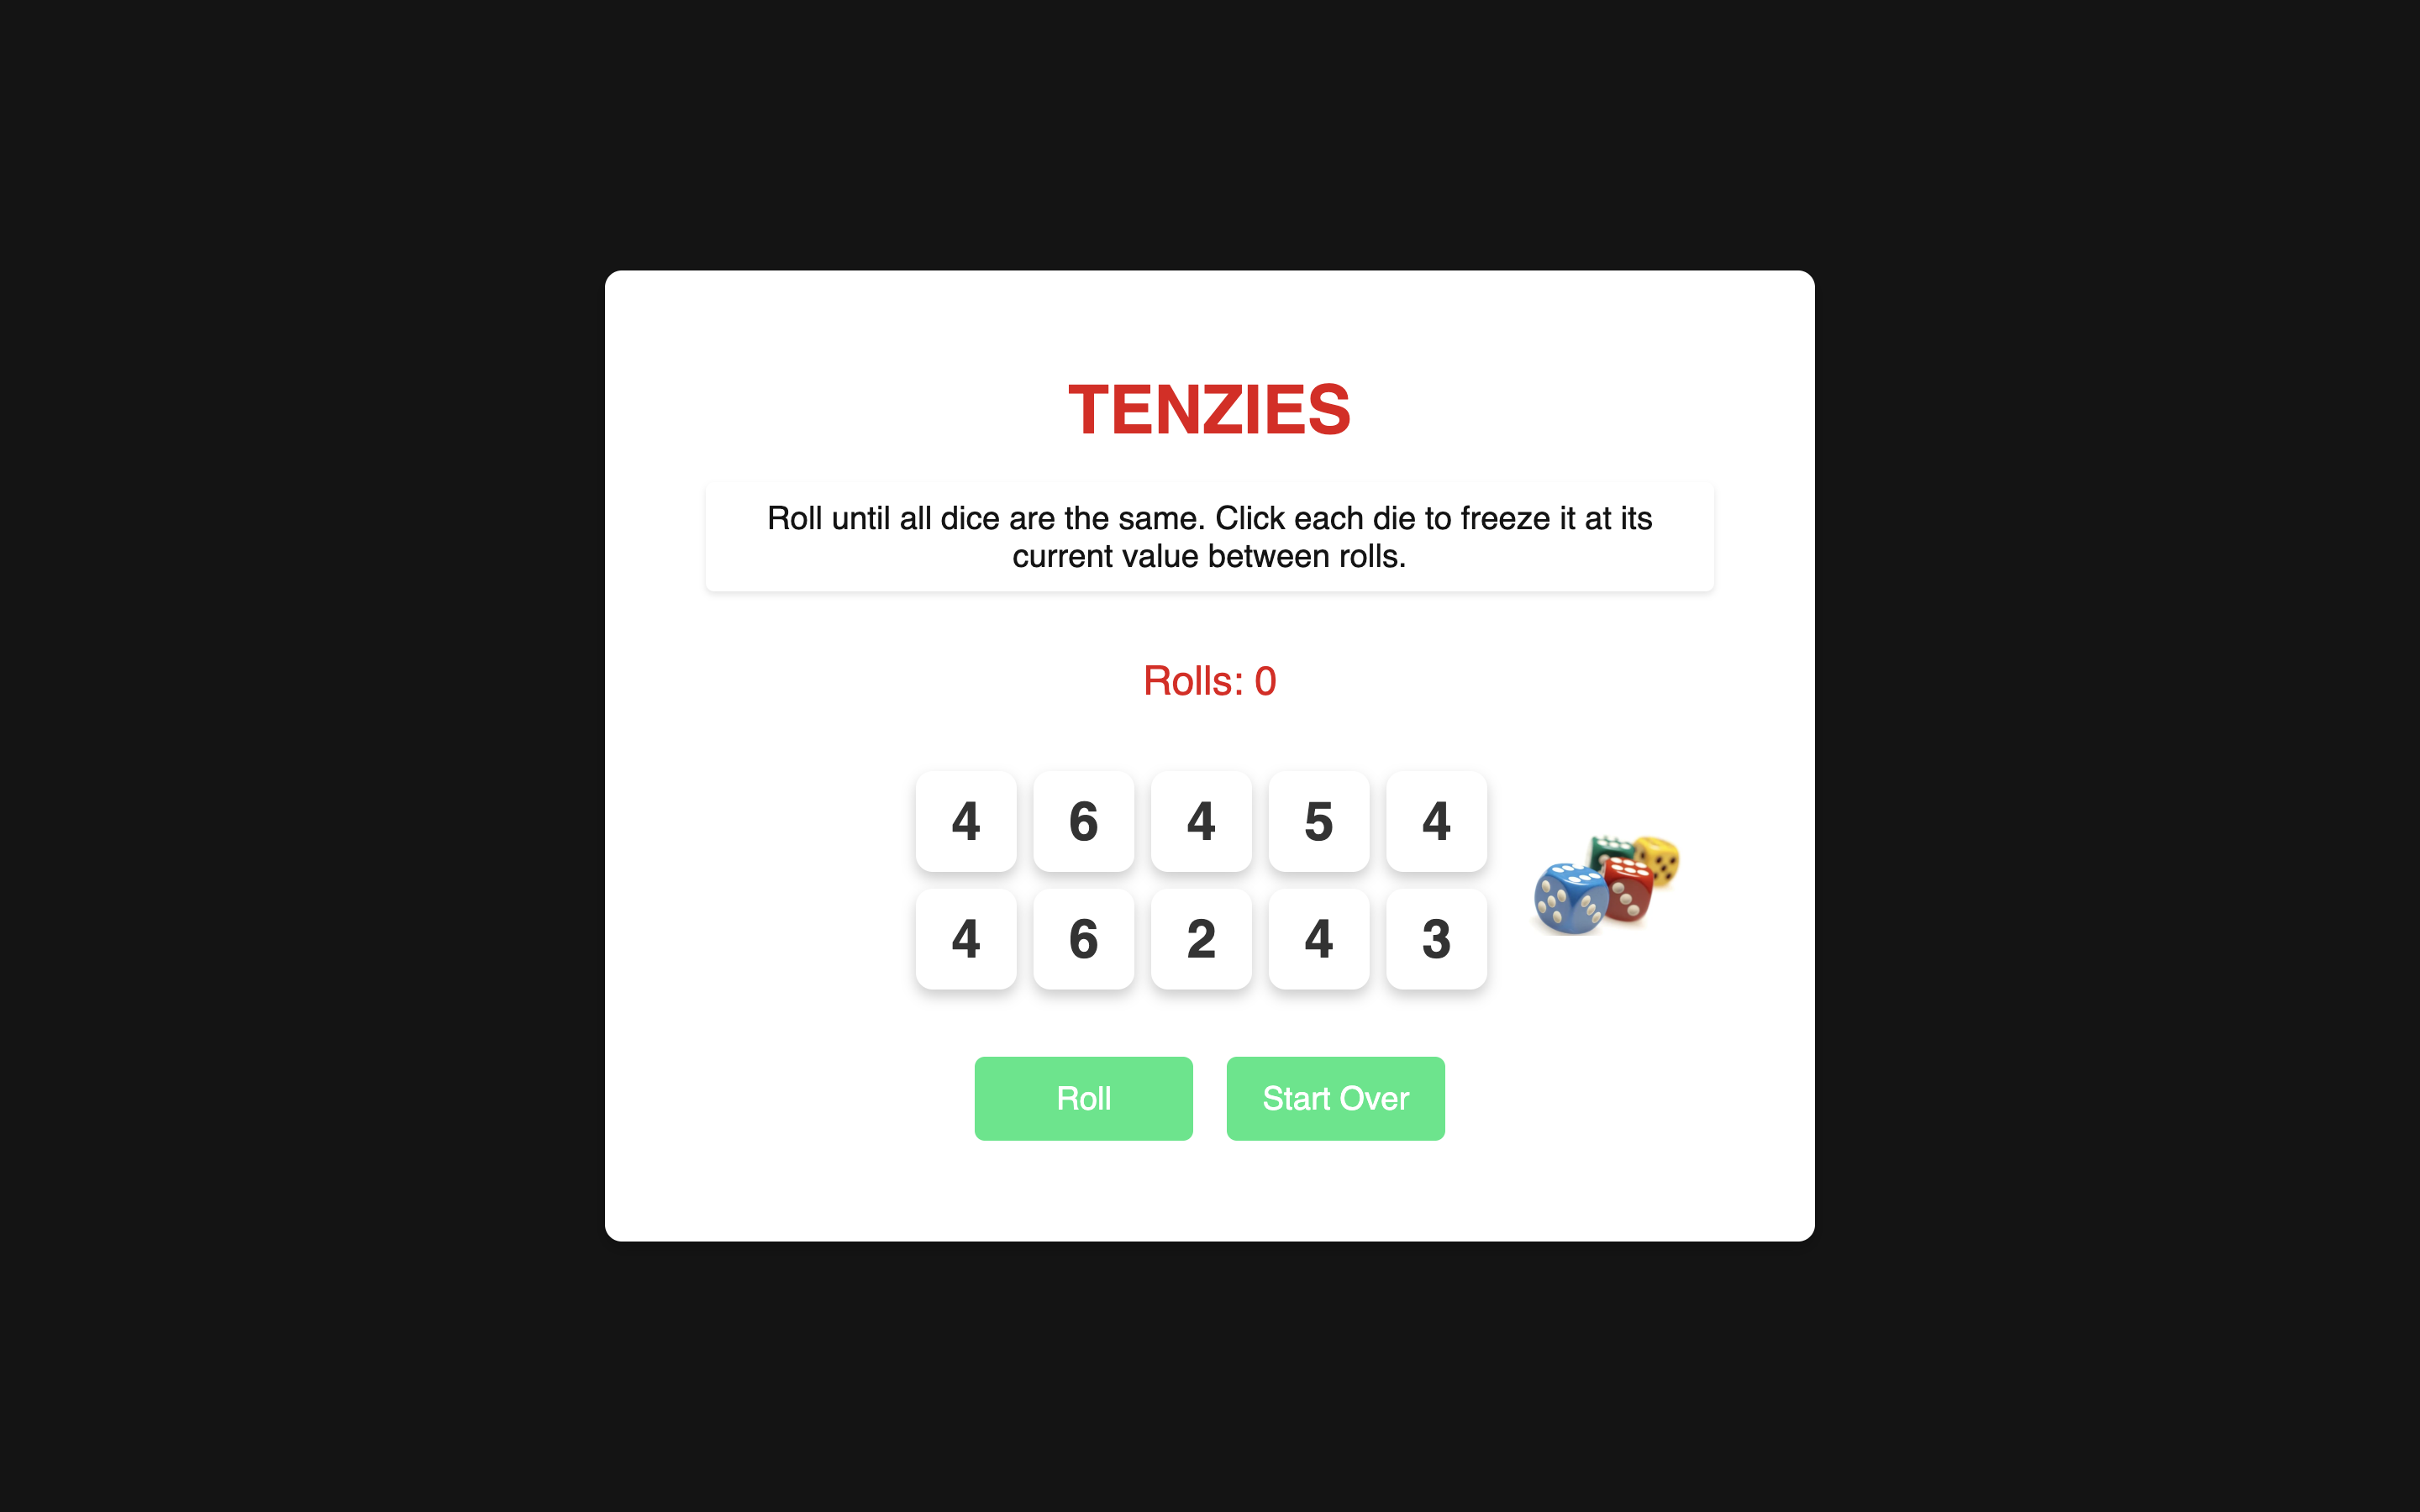 TENZIES
Roll until all dice are the same. Click each die to freeze it at its
current value between rolls.
Rolls: 0
4 6 4 5 4
4 6 2 4 3
Roll Start Over